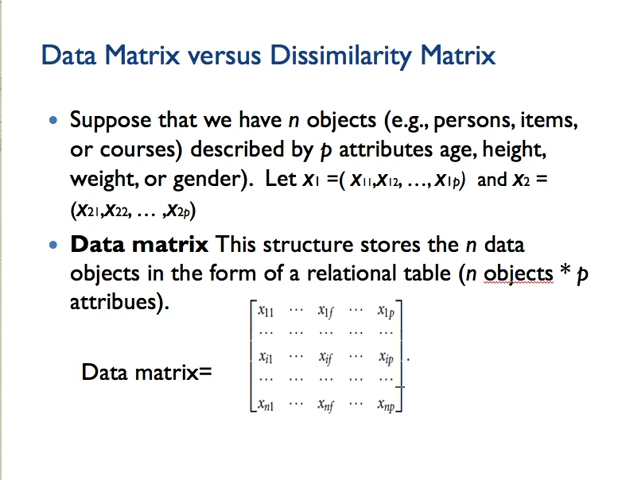 Data Matrix versus Dissimilarity Matrix
• Suppose that we have n objects (e.g., persons, items,
or courses) described by p attributes age, height,
weight, or gender). Let x1 =( x11,x12, …, x1p) and x2 =
(x21,x22, … ,x2p)
• Data matrix This structure stores the n data
objects in the form of a relational table (n objects * p
attribues).
x11 ⋯ x1f ⋯ x1p
⋯ ⋯ ⋯ ⋯ ⋯
Data matrix= xi1 ⋯ xif ⋯ xip .
⋯ ⋯ ⋯ ⋯ ⋯
xn1 ⋯ xnf ⋯ xnp